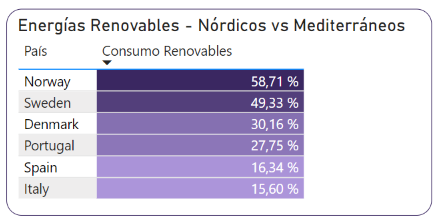 Energías Renovables - Nórdicos vs Mediterráneos
País Consumo Renovables
Norway 58,71 %
Sweden 49,33 %
Denmark 30,16 %
Portugal 27,75 %
Spain 16,34 %
Italy 15,60 %